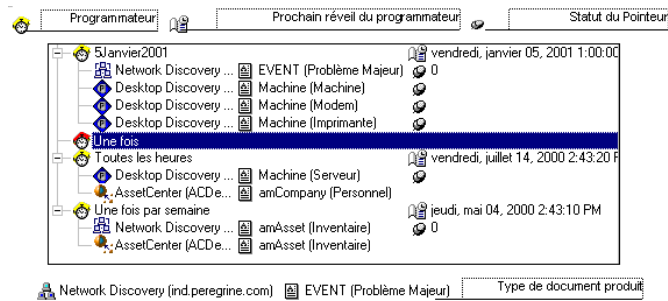 Programmateur Prochain réveil du programmateur Statut du Pointeur
5Janvier2001 vendredi, janvier 05, 2001 1:00:00
Network Discovery ... EVENT (Problème Majeur) 0
Desktop Discovery ... Machine (Machine)
Desktop Discovery ... Machine (Modem)
Desktop Discovery ... Machine (Imprimante)
Une fois
Toutes les heures vendredi, juillet 14, 2000 2:43:20 P
Desktop Discovery ... Machine (Serveur)
AssetCenter (ACDe... amCompany (Personnel)
Une fois par semaine jeudi, mai 04, 2000 2:43:10 PM
Network Discovery ... amAsset (Inventaire) 0
AssetCenter (ACDe... amAsset (Inventaire)
Network Discovery (ind.peregrine.com) EVENT (Problème Majeur) Type de document produit